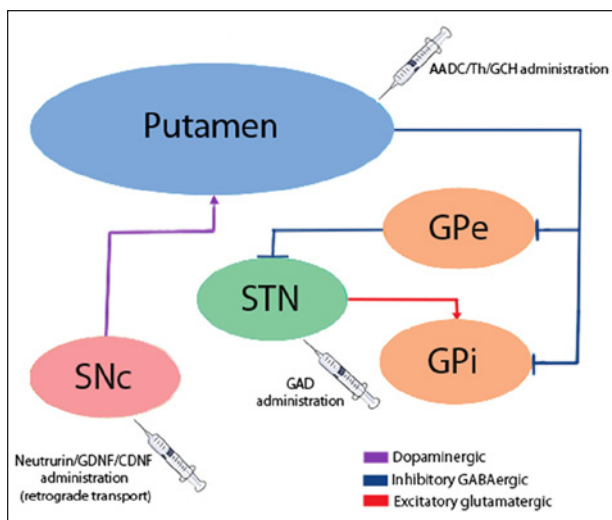 AADC/Th/GCH administration
Putamen
GPe
STN
GPi
SNc
GAD
administration
Neutrurin/GDNF/CDNF
administration
(retrograde transport)
Dopaminergic
Inhibitory GABAergic
Excitatory glutamatergic